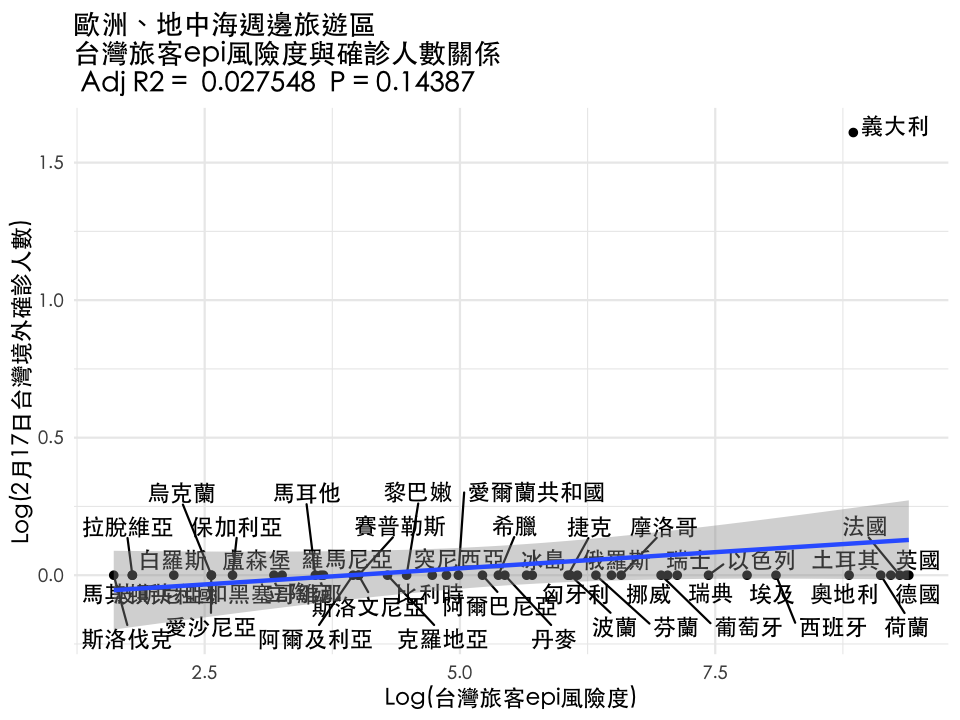 歐洲、地中海週邊旅遊區
台灣旅客epi風險度與確診人數關係
Adj R2 = 0.027548 P = 0.14387
義大利
1.5
1.0
0.5
0.0
Log(2月17日台灣境外確診人數)
烏克蘭 馬耳他 黎巴嫩 愛爾蘭共和國
拉脫維亞 保加利亞 賽普勒斯 希臘 捷克 摩洛哥 法國
白羅斯 盧森堡 羅馬尼亞 突尼西亞 冰島 俄羅斯 瑞士 以色列 土耳其 英國
比利時 匈牙利 挪威 瑞典 埃及 奧地利 德國
斯洛文尼亞 阿爾巴尼亞
斯洛伐克 愛沙尼亞 阿爾及利亞 克羅地亞 丹麥 波蘭 芬蘭 葡萄牙 西班牙 荷蘭
2.5 5.0 7.5
Log(台灣旅客epi風險度)